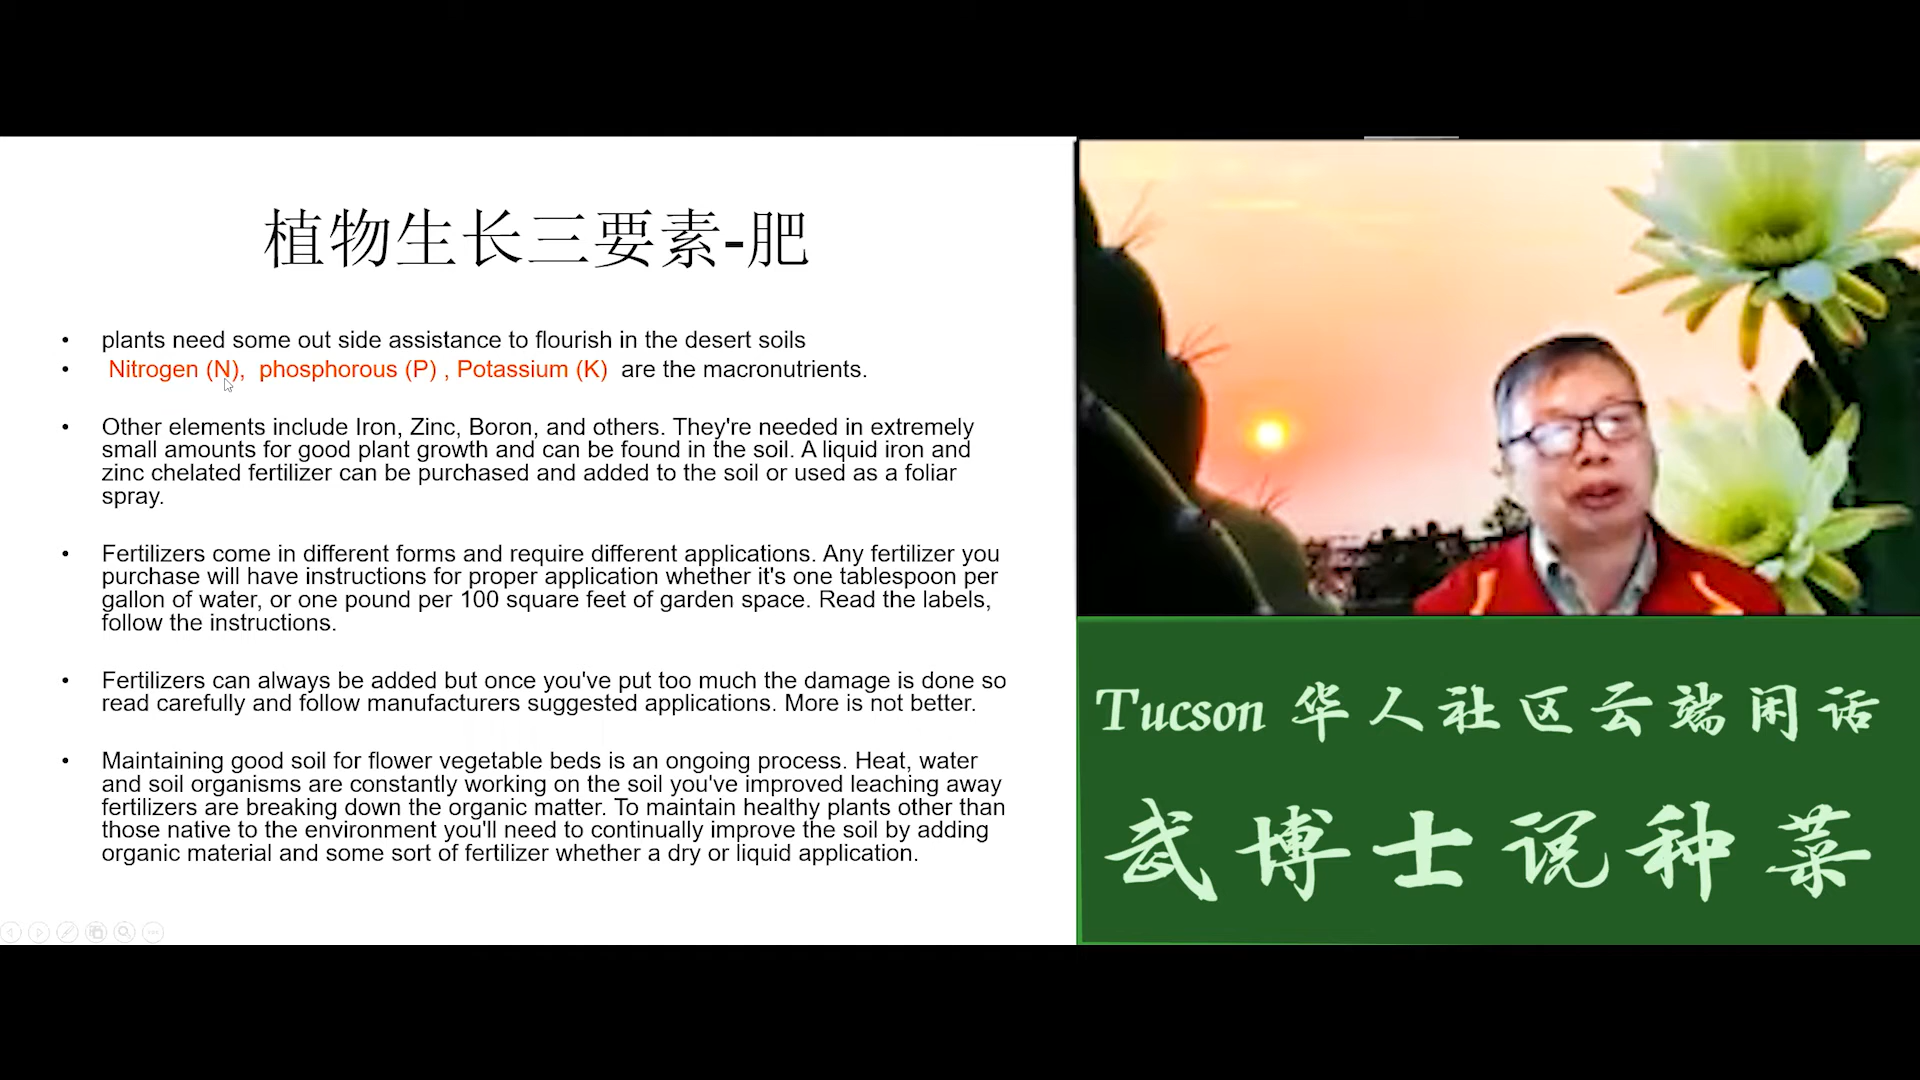 植物生长三要素-肥
• plants need some out side assistance to flourish in the desert soils
• Nitrogen (N), phosphorous (P) , Potassium (K) are the macronutrients.
• Other elements include Iron, Zinc, Boron, and others. They're needed in extremely
small amounts for good plant growth and can be found in the soil. A liquid iron and
zinc chelated fertilizer can be purchased and added to the soil or used as a foliar
spray.
• Fertilizers come in different forms and require different applications. Any fertilizer you
purchase will have instructions for proper application whether it's one tablespoon per
gallon of water, or one pound per 100 square feet of garden space. Read the labels,
follow the instructions.
• Fertilizers can always be added but once you've put too much the damage is done so
read carefully and follow manufacturers suggested applications. More is not better.
• Maintaining good soil for flower vegetable beds is an ongoing process. Heat, water
and soil organisms are constantly working on the soil you've improved leaching away
fertilizers are breaking down the organic matter. To maintain healthy plants other than
those native to the environment you'll need to continually improve the soil by adding
organic material and some sort of fertilizer whether a dry or liquid application.
Tucson 华人社区云端闲话
武博士说种菜